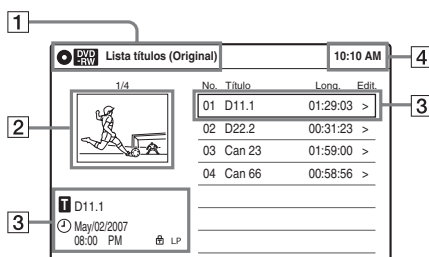 1
DVD -RW Lista títulos (Original) 10:10 AM
4
1/4
No. Título Long. Edit.
01 D11.1 01:29:03 >
3
2
02 D22.2 00:31:23 >
03 Can 23 01:59:00 >
04 Can 66 00:58:56 >
3
T D11.1
May/02/2007
08:00 PM LP